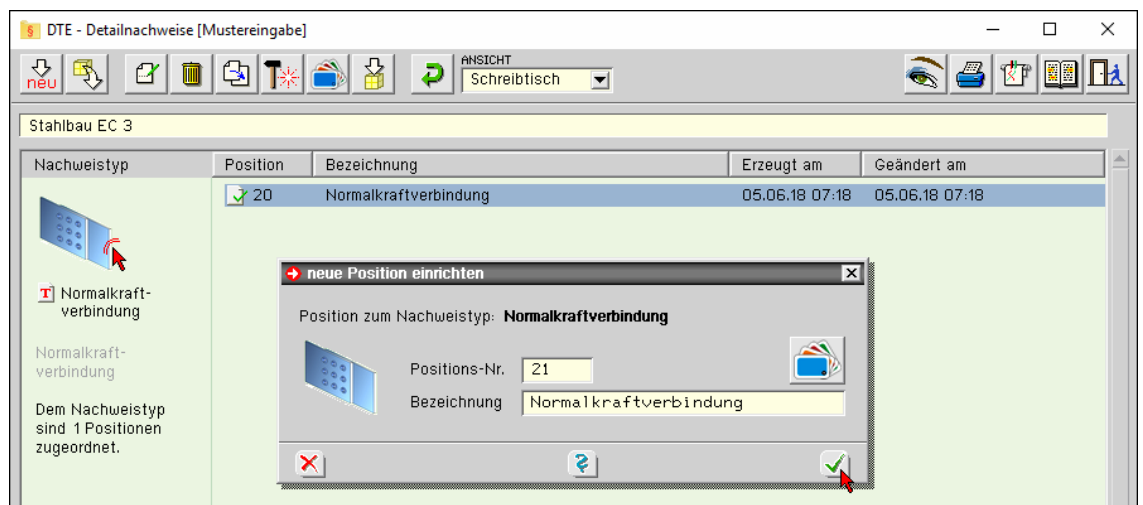 § DTE - Detailnachweise [Mustereingabe]
neu
ANSICHT
Schreibtisch
Stahlbau EC 3
Nachweistyp Position Bezeichnung Erzeugt am Geändert am
20 Normalkraftverbindung 05.06.18 07:18 05.06.18 07:18
T Normalkraft-
verbindung
Normalkraft-
verbindung
Dem Nachweistyp
sind 1 Positionen
zugeordnet.
neue Position einrichten
Position zum Nachweistyp: Normalkraftverbindung
Positions-Nr. 21
Bezeichnung Normalkraftverbindung